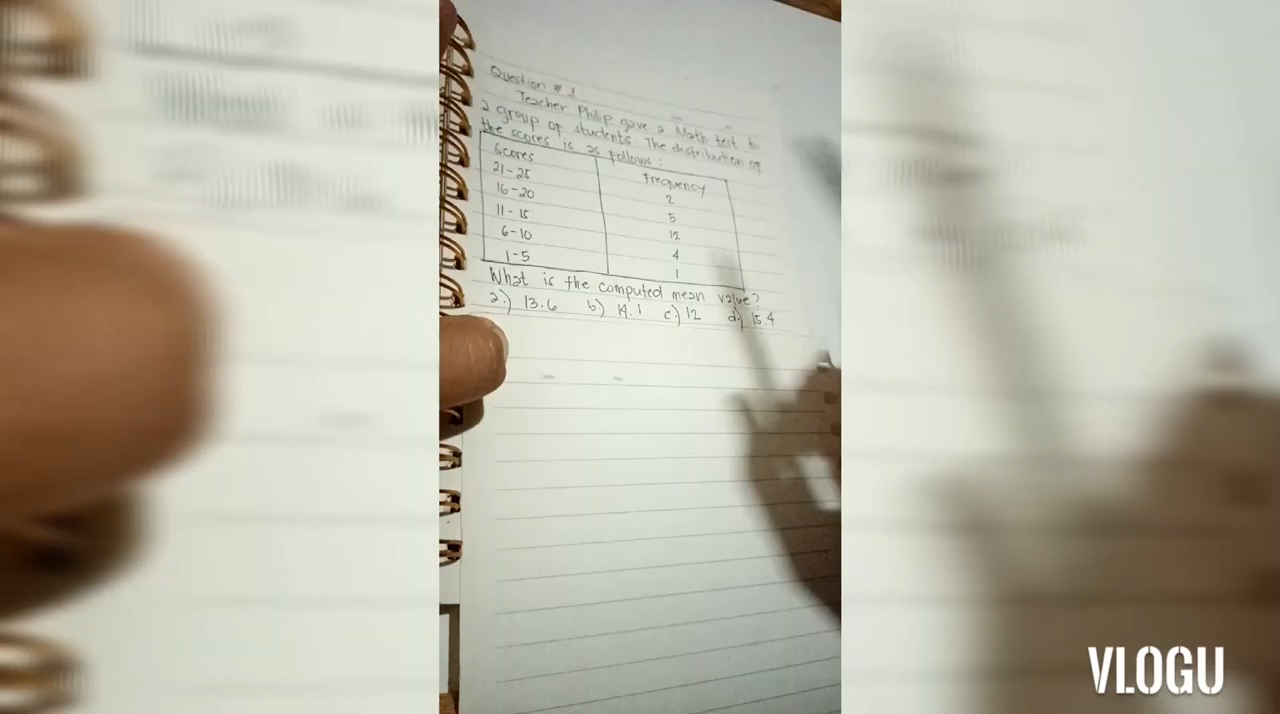 Question # 1
Teacher Philip gave a Math test to
a group of students. The distribution of
the scores is as follows:
Scores Frequency
21-25 2
16-20 5
11-15 12
6-10 4
1-5 1
What is the computed mean value?
a.) 13.6 b.) 14.1 c.) 12 d.) 15.4
VLOGU